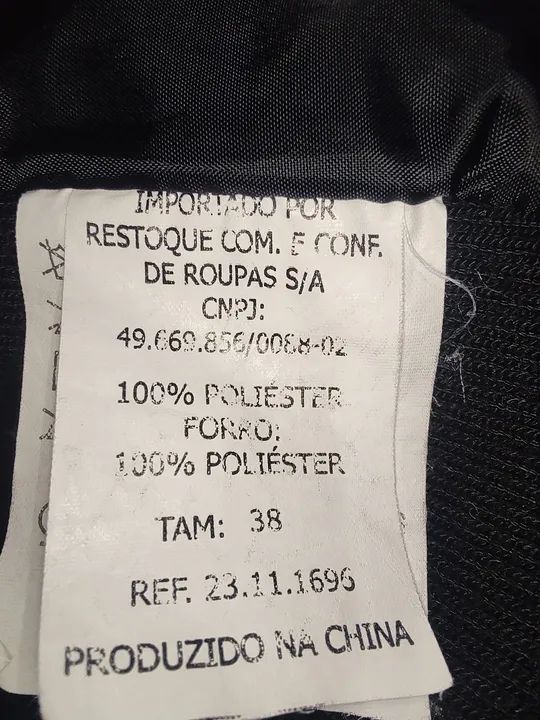 IMPORTADO POR
RESTOQUE COM. E CONF.
DE ROUPAS S/A
CNPJ:
49.669.856/0068-02
100% POLIÉSTER
FORRO:
100% POLIÉSTER
TAM: 38
REF. 23.11.1696
PRODUZIDO NA CHINA